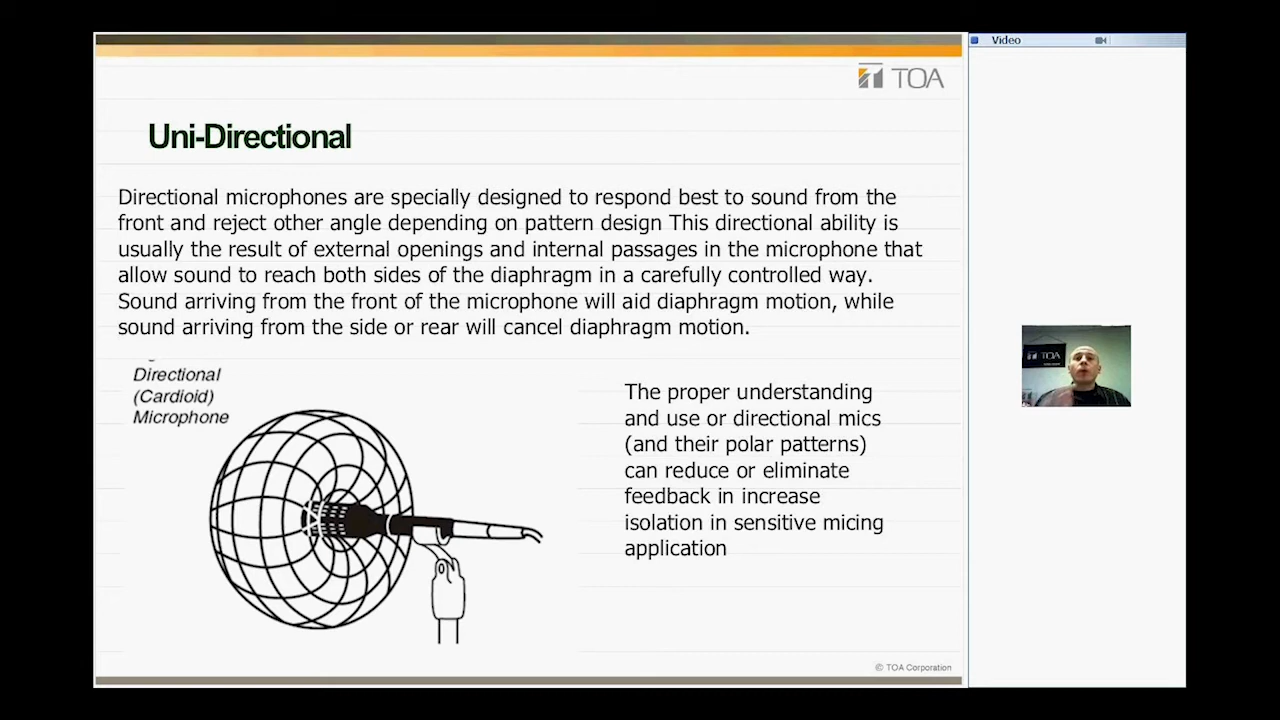 Video
TOA
Uni-Directional
Directional microphones are specially designed to respond best to sound from the
front and reject other angle depending on pattern design This directional ability is
usually the result of external openings and internal passages in the microphone that
allow sound to reach both sides of the diaphragm in a carefully controlled way.
Sound arriving from the front of the microphone will aid diaphragm motion, while
sound arriving from the side or rear will cancel diaphragm motion.
Directional
(Cardioid)
Microphone
The proper understanding
and use or directional mics
(and their polar patterns)
can reduce or eliminate
feedback in increase
isolation in sensitive micing
application
TOA
© TOA Corporation